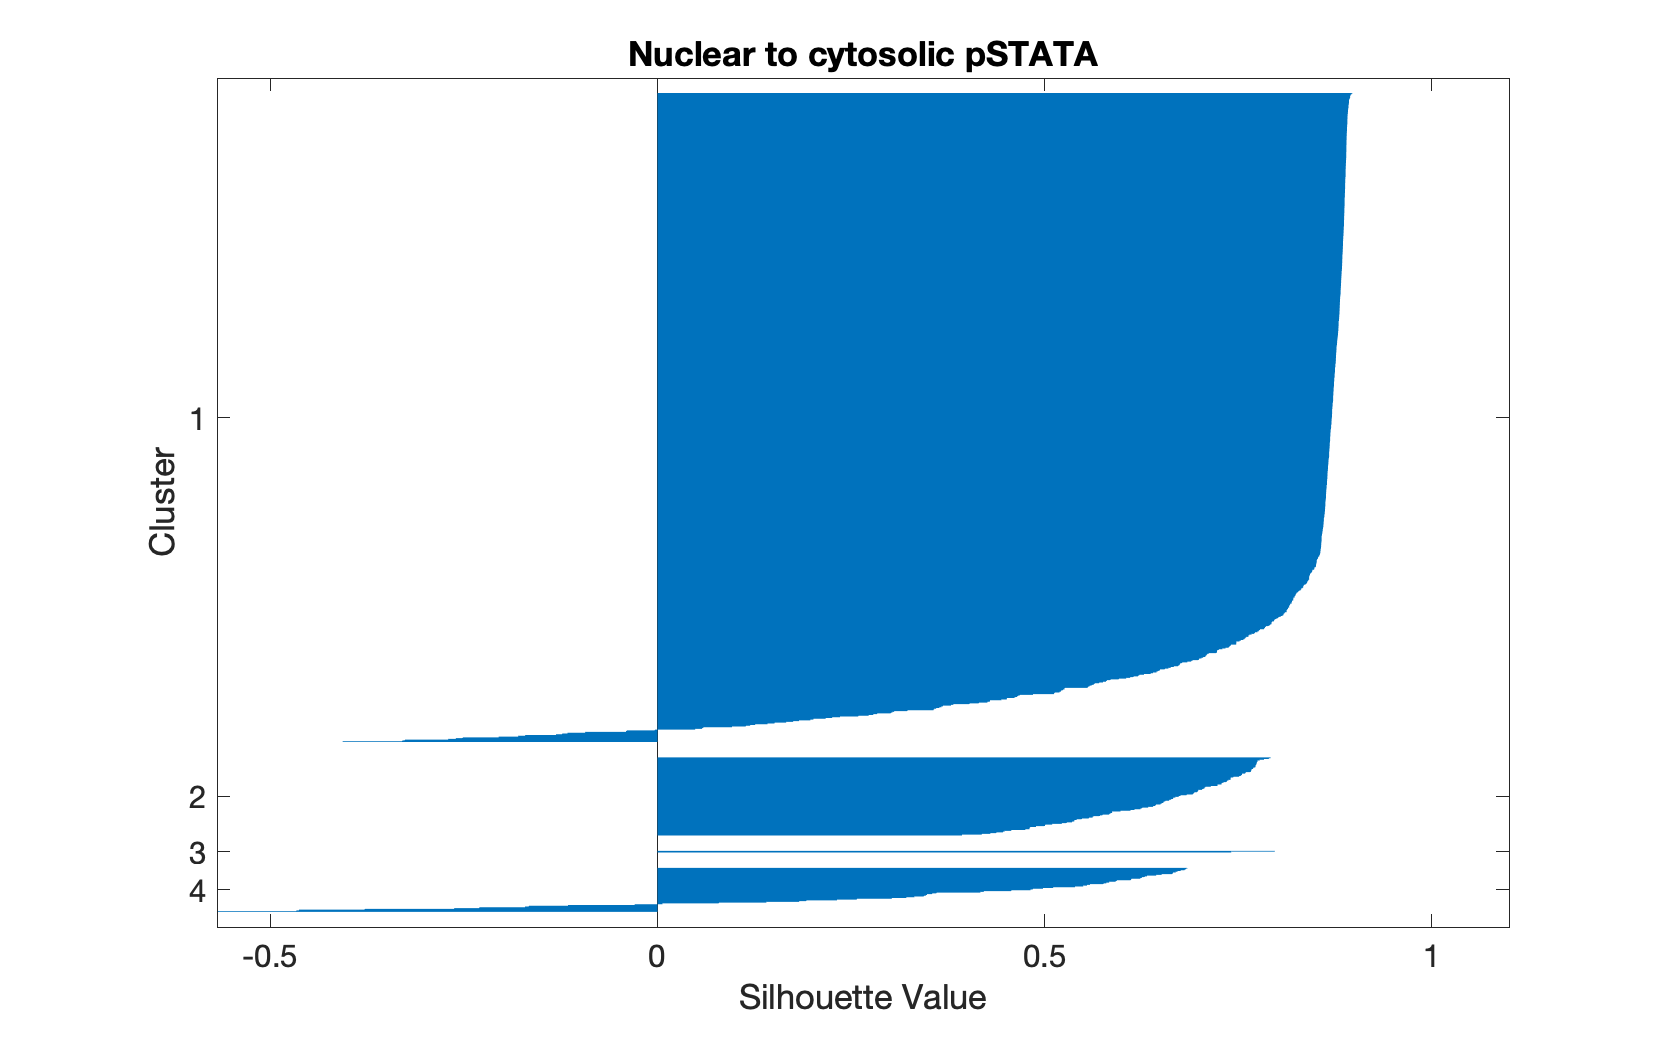 Nuclear to cytosolic pSTATA
Cluster
1
2
3
4
-0.5 0 0.5 1
Silhouette Value